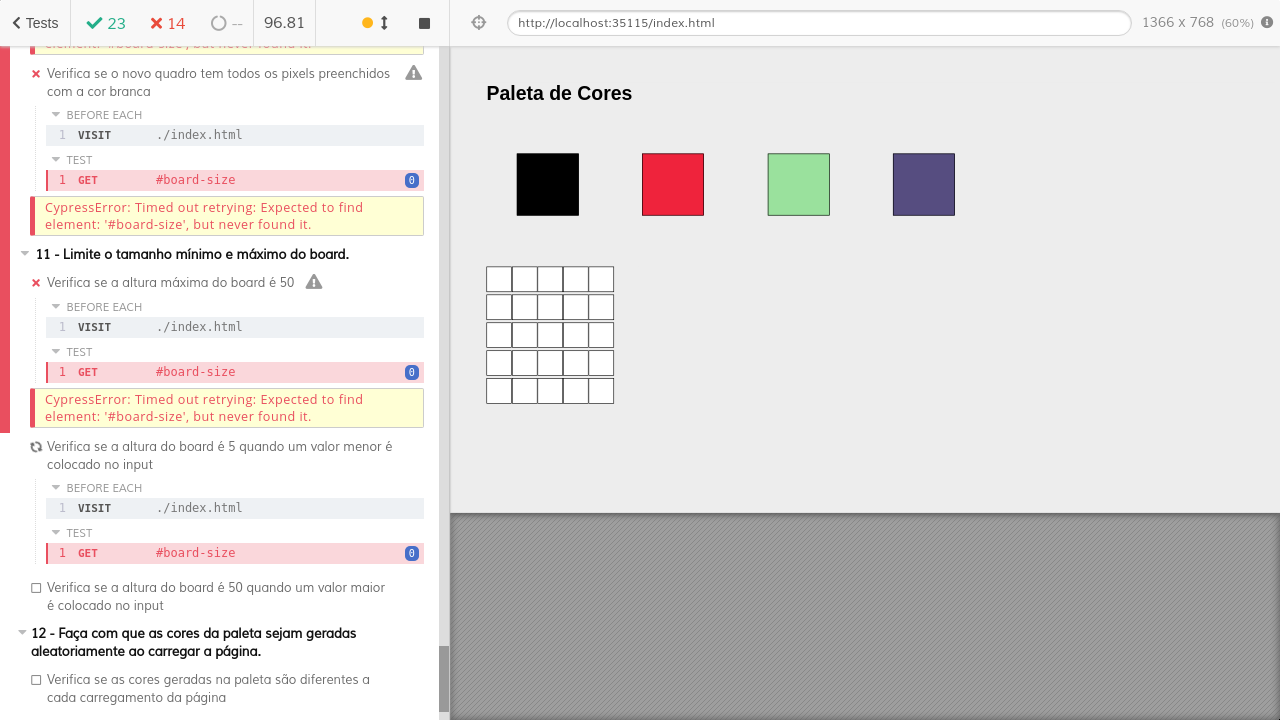 Tests
23
14
--
96.81
http://localhost:35115/index.html
1366 x 768 (60%)
element: '#board-size', but never found it.
Verifica se o novo quadro tem todos os pixels preenchidos
com a cor branca
BEFORE EACH
1 VISIT ./index.html
TEST
1 GET #board-size 0
CypressError: Timed out retrying: Expected to find
element: '#board-size', but never found it.
11 - Limite o tamanho mínimo e máximo do board.
Verifica se a altura máxima do board é 50
BEFORE EACH
1 VISIT ./index.html
TEST
1 GET #board-size 0
CypressError: Timed out retrying: Expected to find
element: '#board-size', but never found it.
Verifica se a altura do board é 5 quando um valor menor é
colocado no input
BEFORE EACH
1 VISIT ./index.html
TEST
1 GET #board-size 0
Verifica se a altura do board é 50 quando um valor maior
é colocado no input
12 - Faça com que as cores da paleta sejam geradas
aleatoriamente ao carregar a página.
Verifica se as cores geradas na paleta são diferentes a
cada carregamento da página
Paleta de Cores